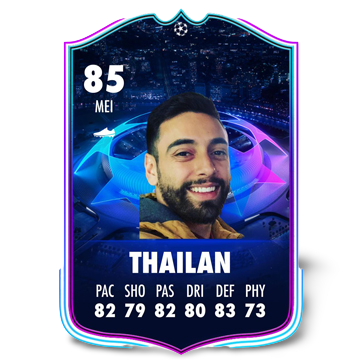 85
MEI
THAILAN
PAC SHO PAS DRI DEF PHY
82 79 82 80 83 73